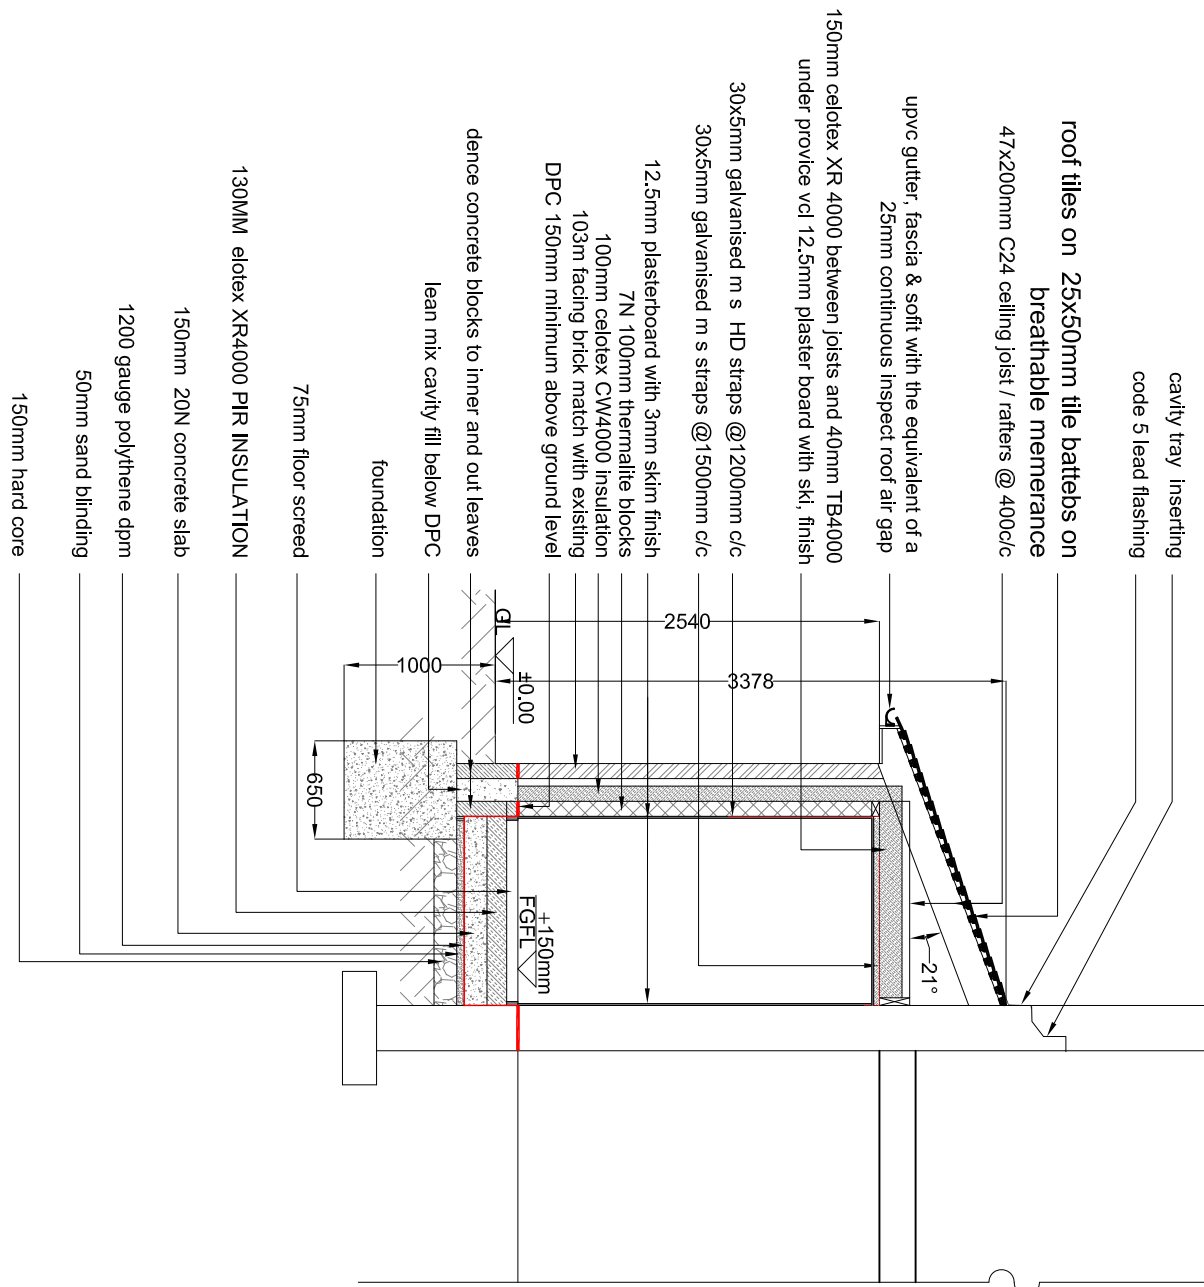 cavity tray  inserting
code 5 lead flashing
roof tiles on  25x50mm tile battebs on
breathable memerance
47x200mm C24 ceiling joist / rafters @ 400c/c
upvc gutter, fascia & sofit with the equivalent of a
25mm continuous inspect roof air gap
150mm celotex XR 4000 between joists and 40mm TB4000
under provice vcl 12.5mm plaster board with ski, finish
30x5mm galvanised m s  HD straps @1200mm c/c
30x5mm galvanised m s straps @1500mm c/c
12.5mm plasterboard with 3mm skim finish
7N 100mm thermalite blocks
100mm celotex CW4000 insulation
103m facing brick match with existing
DPC 150mm minimum above ground level
dence concrete blocks to inner and out leaves
lean mix cavity fill below DPC
foundation
75mm floor screed
130MM  elotex XR4000 PIR INSULATION
150mm  20N concrete slab
1200 gauge polythene dpm
50mm sand blinding
150mm hard core
2540
3378
1000
650
GL
±0.00
+150mm
FGFL
21°